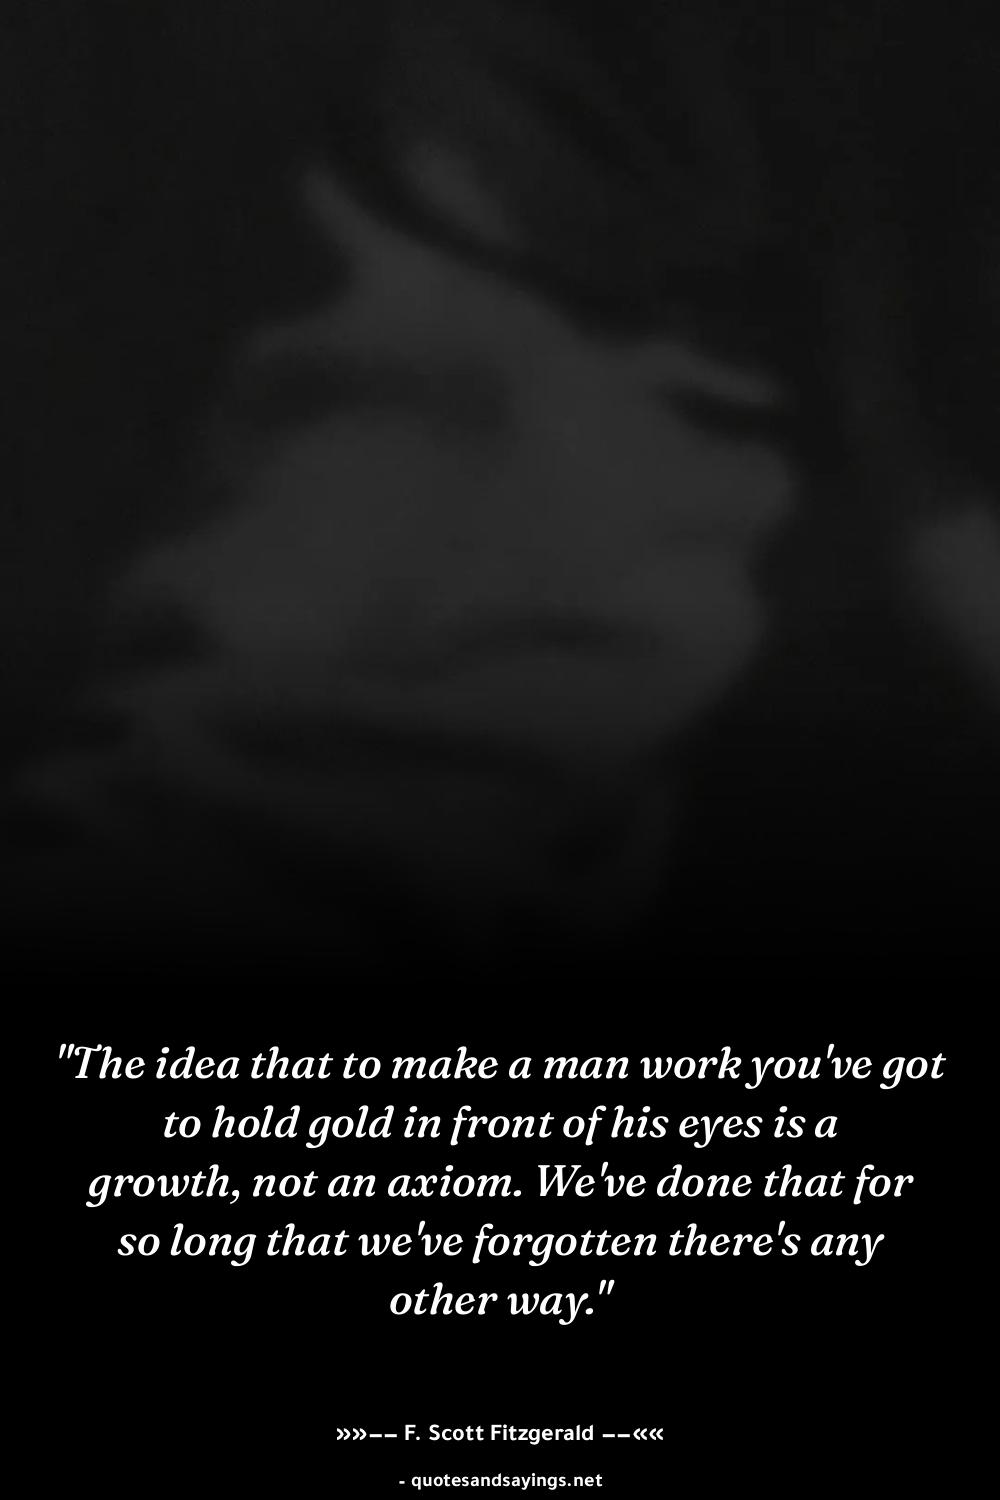 "The idea that to make a man work you've got
to hold gold in front of his eyes is a
growth, not an axiom. We've done that for
so long that we've forgotten there's any
other way."
»»–– F. Scott Fitzgerald ––««
- quotesandsayings.net